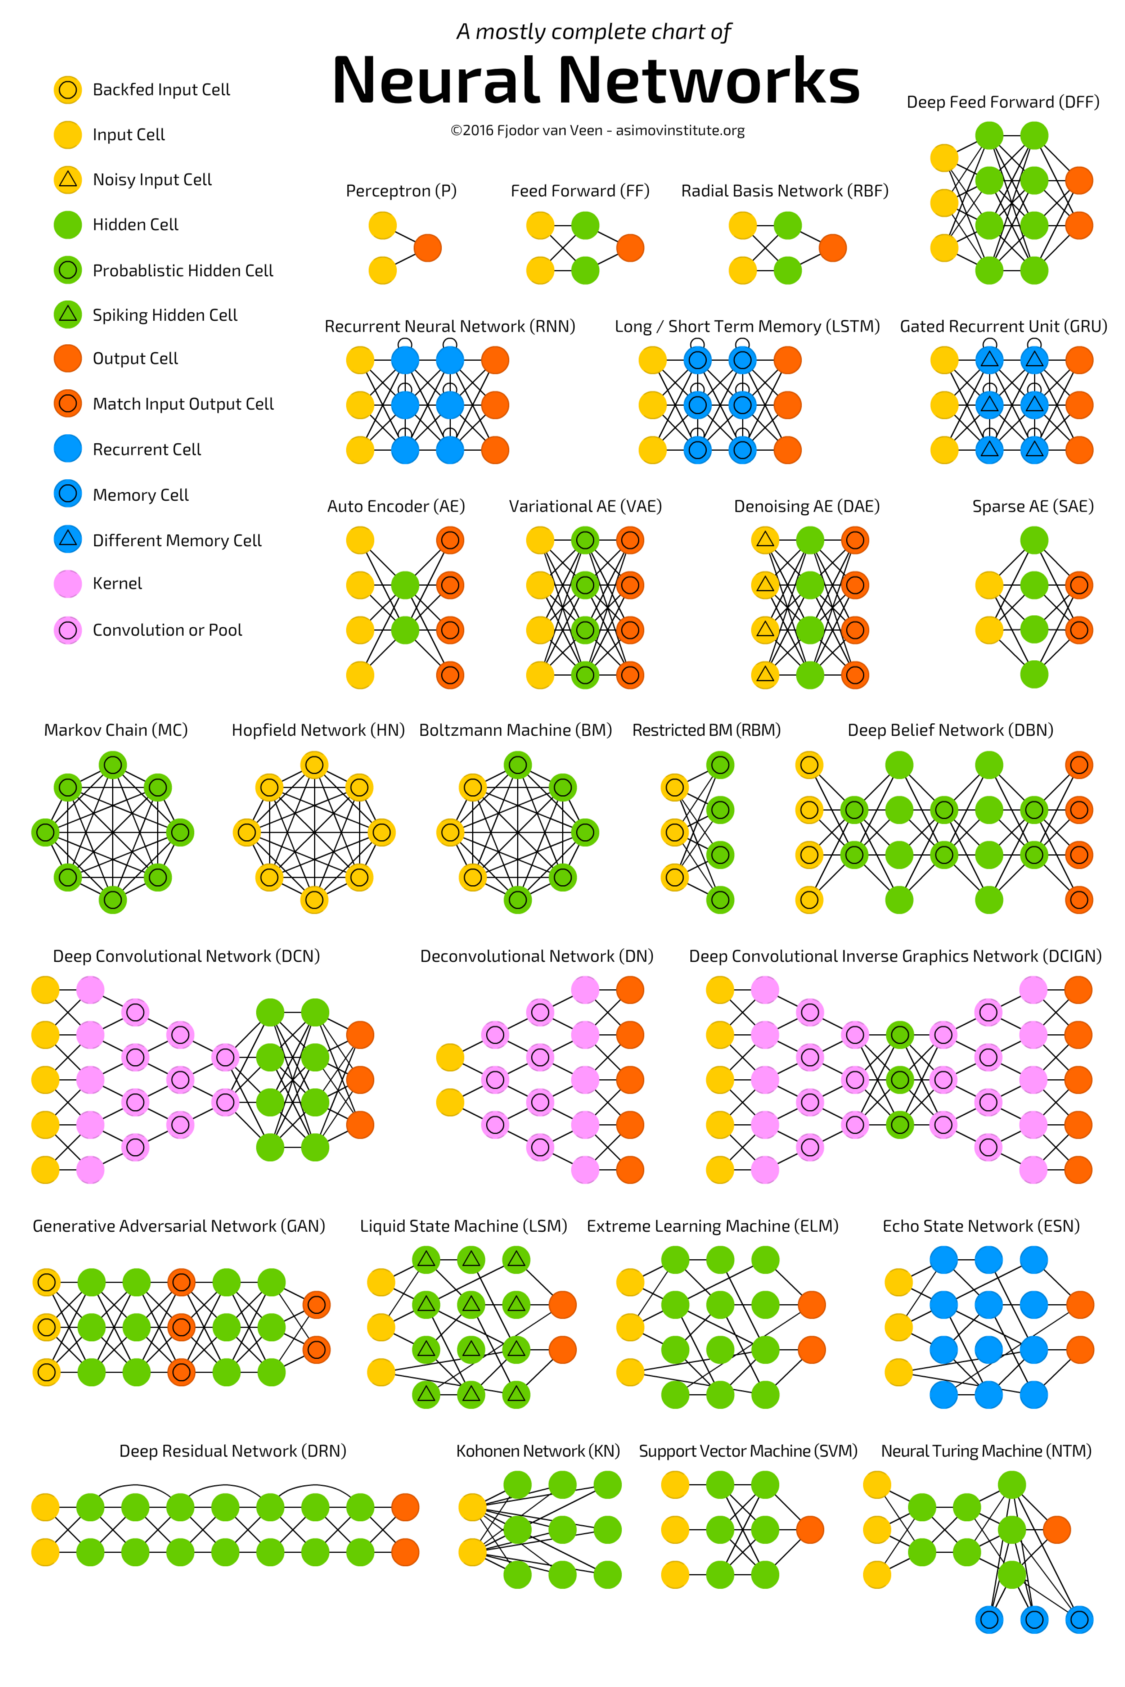 A mostly complete chart of
Neural Networks
©2016 Fjodor van Veen - asimovinstitute.org
Backfed Input Cell
Input Cell
Noisy Input Cell
Hidden Cell
Probablistic Hidden Cell
Spiking Hidden Cell
Output Cell
Match Input Output Cell
Recurrent Cell
Memory Cell
Different Memory Cell
Kernel
Convolution or Pool
Deep Feed Forward (DFF)
Perceptron (P)
Feed Forward (FF)
Radial Basis Network (RBF)
Recurrent Neural Network (RNN)
Long / Short Term Memory (LSTM)
Gated Recurrent Unit (GRU)
Auto Encoder (AE)
Variational AE (VAE)
Denoising AE (DAE)
Sparse AE (SAE)
Markov Chain (MC)
Hopfield Network (HN)
Boltzmann Machine (BM)
Restricted BM (RBM)
Deep Belief Network (DBN)
Deep Convolutional Network (DCN)
Deconvolutional Network (DN)
Deep Convolutional Inverse Graphics Network (DCIGN)
Generative Adversarial Network (GAN)
Liquid State Machine (LSM)
Extreme Learning Machine (ELM)
Echo State Network (ESN)
Deep Residual Network (DRN)
Kohonen Network (KN)
Support Vector Machine (SVM)
Neural Turing Machine (NTM)